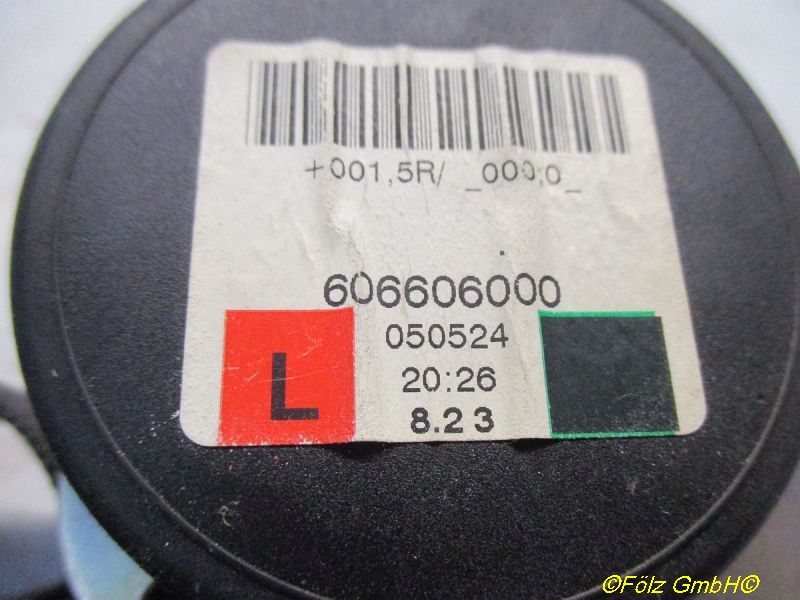 +001,5R/ _000,0_
606606000
L
050524
20:26
8.23
©Fölz GmbH©